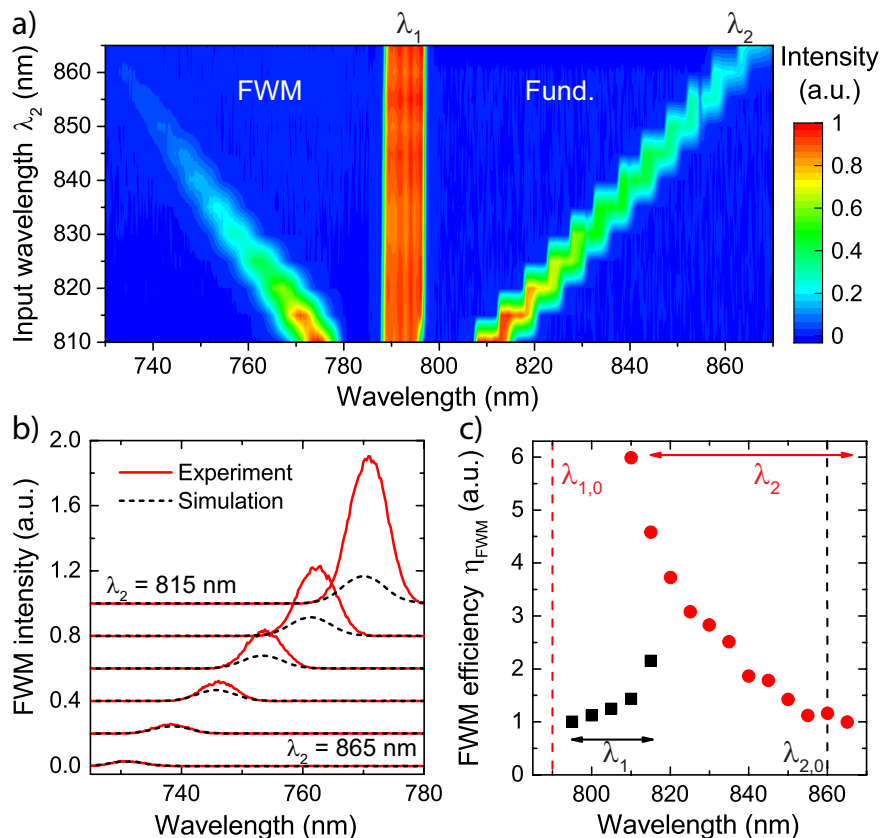 a)
λ1
λ2
Intensity
(a.u.)
FWM
Fund.
Input wavelength λ2 (nm)
860
850
840
830
820
810
1
0.8
0.6
0.4
0.2
0
740
760
780
800
820
840
860
Wavelength (nm)
b)
FWM intensity (a.u.)
2.0
1.6
1.2
0.8
0.4
0.0
Experiment
Simulation
λ2 = 815 nm
λ2 = 865 nm
740
760
780
Wavelength (nm)
c)
FWM efficiency ηFWM (a.u.)
6
5
4
3
2
1
0
λ1,0
λ2
λ1
λ2,0
800
820
840
860
Wavelength (nm)